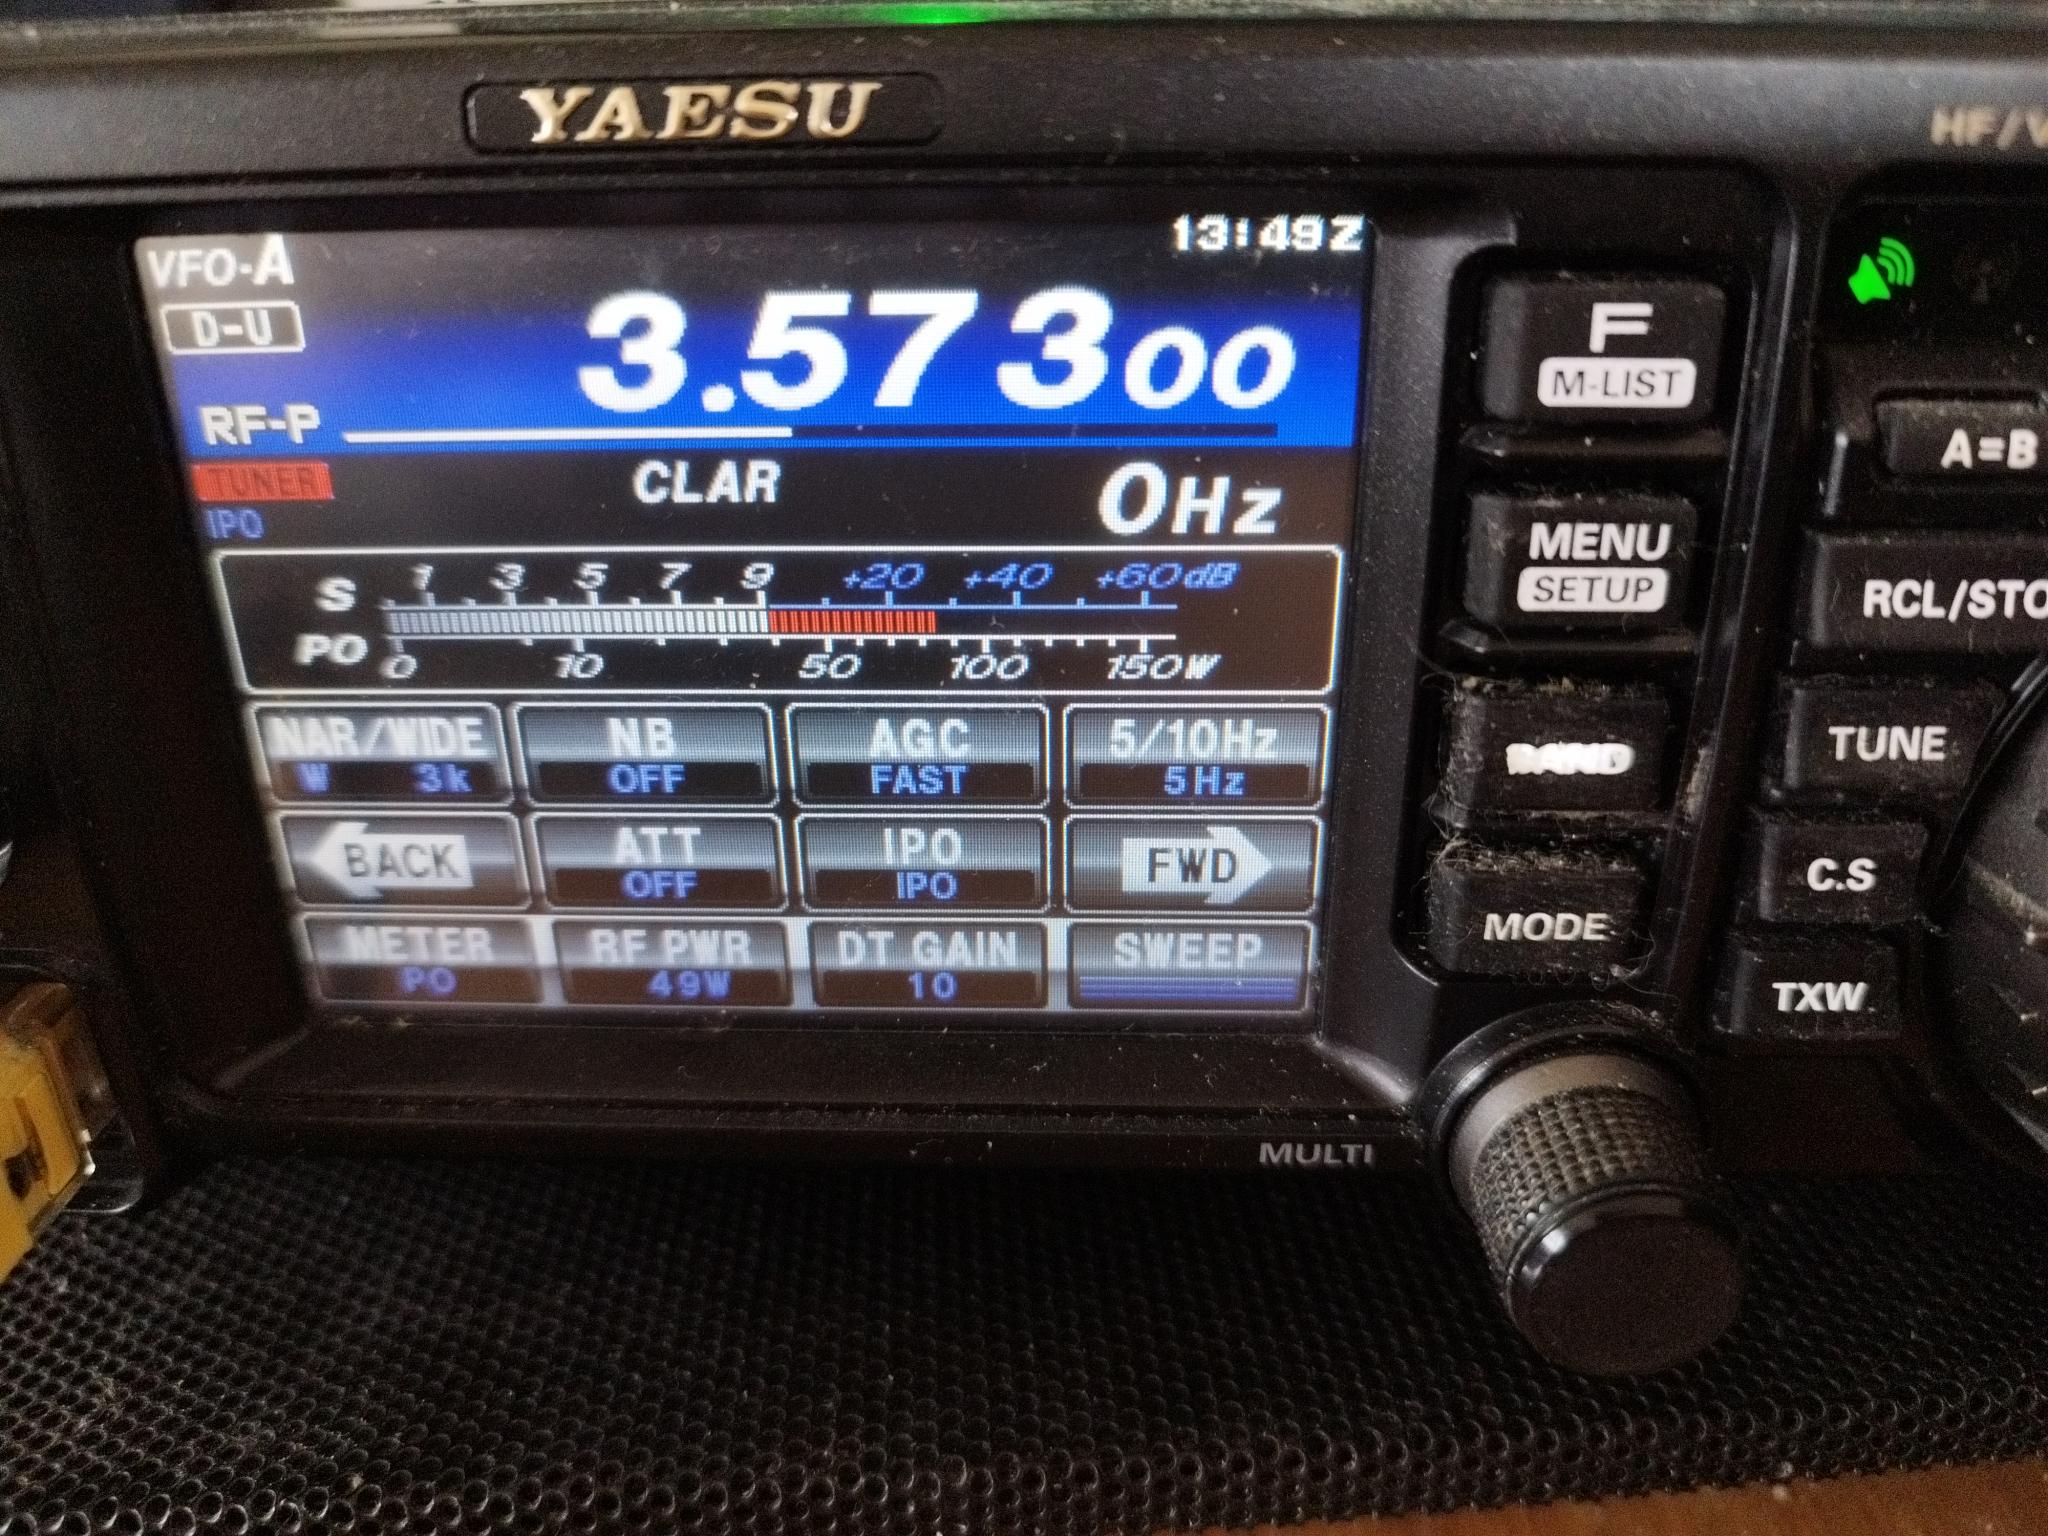 YAESU
HF/V
13:49Z
VFO-A
D-U
3.57300
RF-P
TUNER
CLAR 0Hz
IPO
S 1 3 5 7 9 +20 +40 +60dB
PO 0 10 50 100 150W
NAR/WIDE NB AGC 5/10Hz
W 3k OFF FAST 5Hz
BACK ATT IPO FWD
OFF IPO
METER RF PWR DT GAIN SWEEP
PO 49W 10
F
M-LIST
MENU
SETUP
BAND
MODE
A=B
RCL/STO
TUNE
C.S
TXW
MULTI